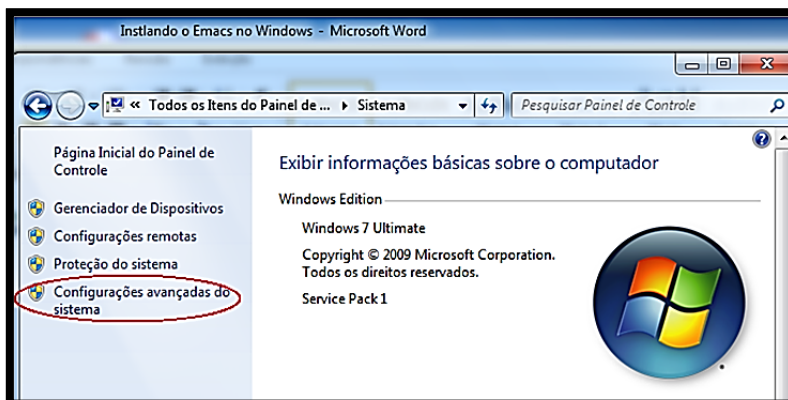 Instlando o Emacs no Windows - Microsoft Word
« Todos os Itens do Painel de ... ▸ Sistema
Pesquisar Painel de Controle
Página Inicial do Painel de
Controle
Gerenciador de Dispositivos
Configurações remotas
Proteção do sistema
Configurações avançadas do
sistema
Exibir informações básicas sobre o computador
Windows Edition
Windows 7 Ultimate
Copyright © 2009 Microsoft Corporation.
Todos os direitos reservados.
Service Pack 1